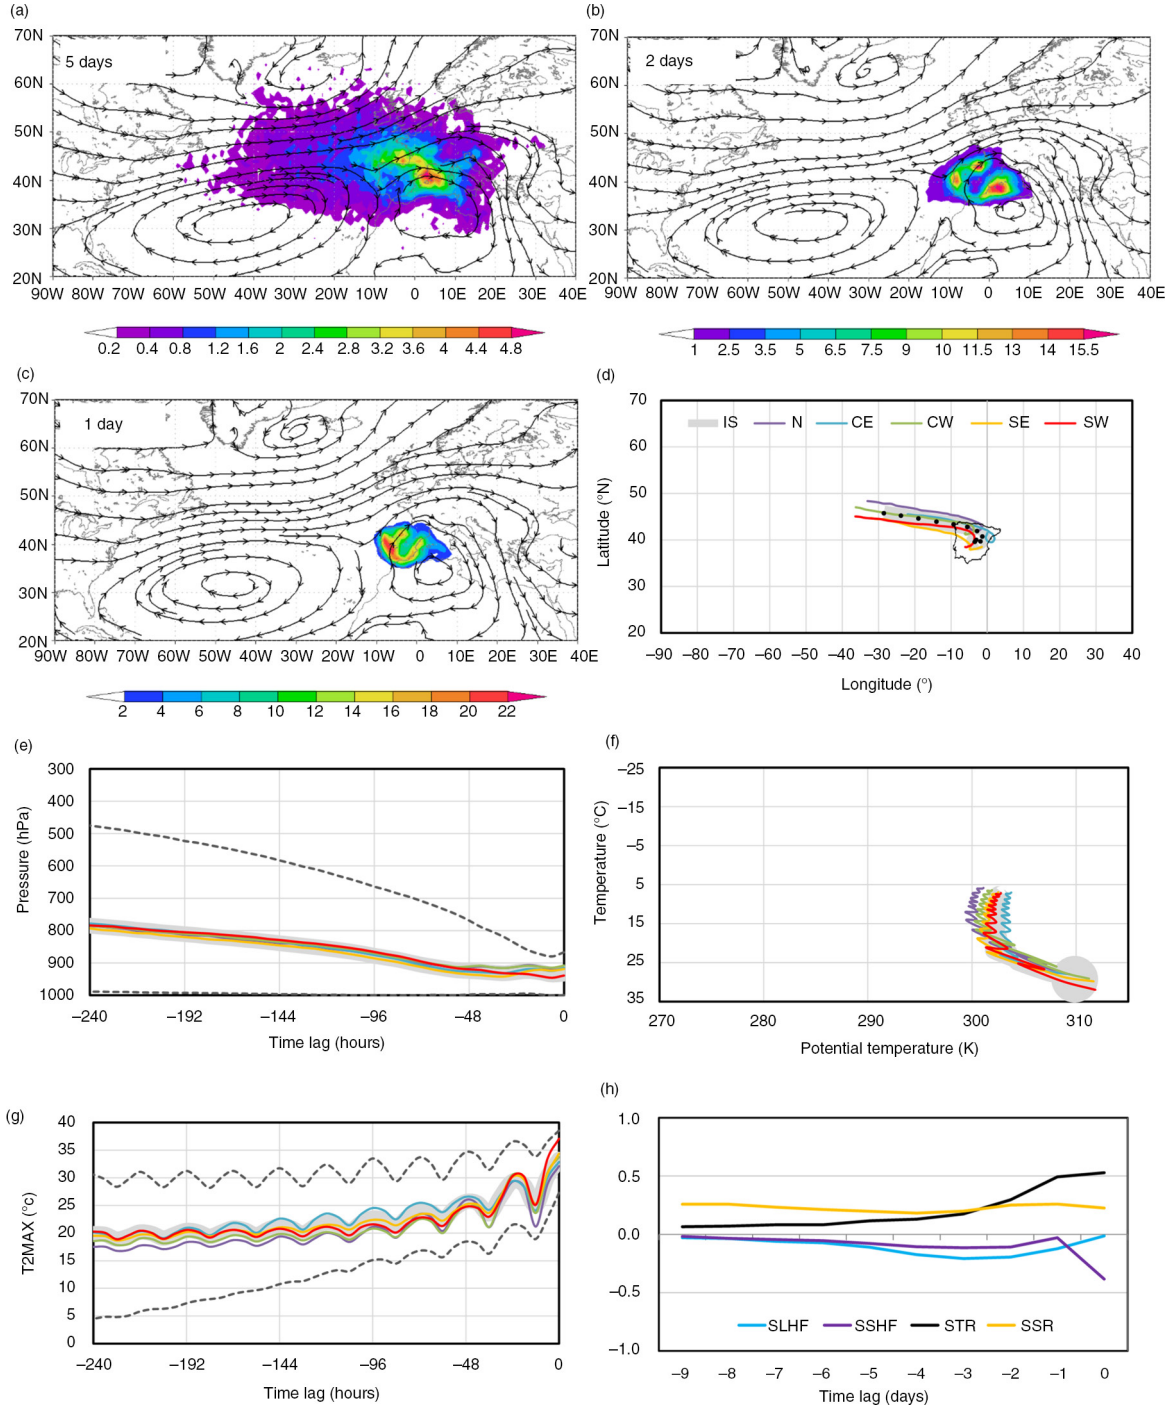 (a)
(b)
70N
60N
50N
40N
30N
20N
5 days
90W 80W 70W 60W 50W 40W 30W 20W 10W 0 10E 20E 30E 40E
0.2 0.4 0.8 1.2 1.6 2 2.4 2.8 3.2 3.6 4 4.4 4.8
70N
60N
50N
40N
30N
20N
2 days
90W 80W 70W 60W 50W 40W 30W 20W 10W 0 10E 20E 30E 40E
1 2.5 3.5 5 6.5 7.5 9 10 11.5 13 14 15.5
(c)
(d)
70N
60N
50N
40N
30N
20N
1 day
90W 80W 70W 60W 50W 40W 30W 20W 10W 0 10E 20E 30E 40E
2 4 6 8 10 12 14 16 18 20 22
Latitude (°N)
70
60
50
40
30
20
IS N CE CW SE SW
−90 −80 −70 −60 −50 −40 −30 −20 −10 0 10 20 30 40
Longitude (°)
(e)
(f)
Pressure (hPa)
300
400
500
600
700
800
900
1000
−240 −192 −144 −96 −48 0
Time lag (hours)
Temperature (°C)
−25
−15
−5
5
15
25
35
270 280 290 300 310
Potential temperature (K)
(g)
(h)
T2MAX (°c)
40
35
30
25
20
15
10
5
0
−240 −192 −144 −96 −48 0
Time lag (hours)
1.0
0.5
0.0
−0.5
−1.0
SLHF SSHF STR SSR
−9 −8 −7 −6 −5 −4 −3 −2 −1 0
Time lag (days)